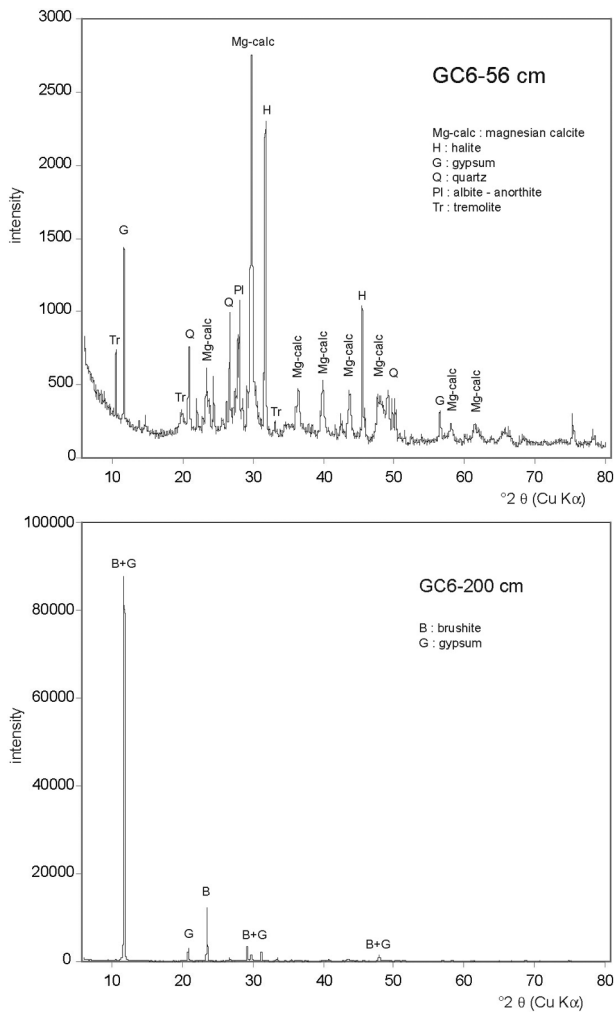 3000
2500
2000
1500
1000
500
0
intensity
Mg-calc
H
G
Tr
Q
Mg-calc
Q
Pl
Tr
Tr
Mg-calc
Mg-calc
Mg-calc
H
Mg-calc
Q
G
Mg-calc
Mg-calc
GC6-56 cm
Mg-calc : magnesian calcite
H : halite
G : gypsum
Q : quartz
Pl : albite - anorthite
Tr : tremolite
10 20 30 40 50 60 70 80
°2 θ (Cu Kα)
100000
80000
60000
40000
20000
0
intensity
B+G
G
B
B+G
B+G
GC6-200 cm
B : brushite
G : gypsum
10 20 30 40 50 60 70 80
°2 θ (Cu Kα)